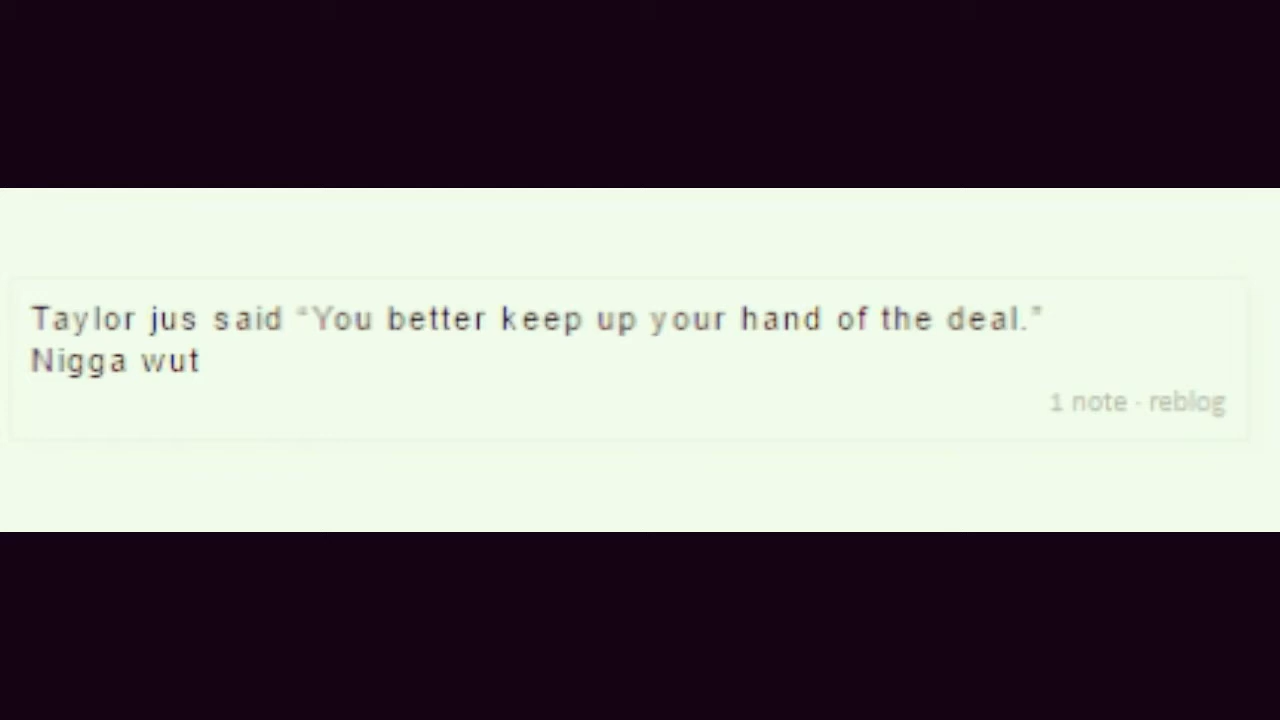 Taylor jus said “You better keep up your hand of the deal.”
Nigga wut
1 note · reblog